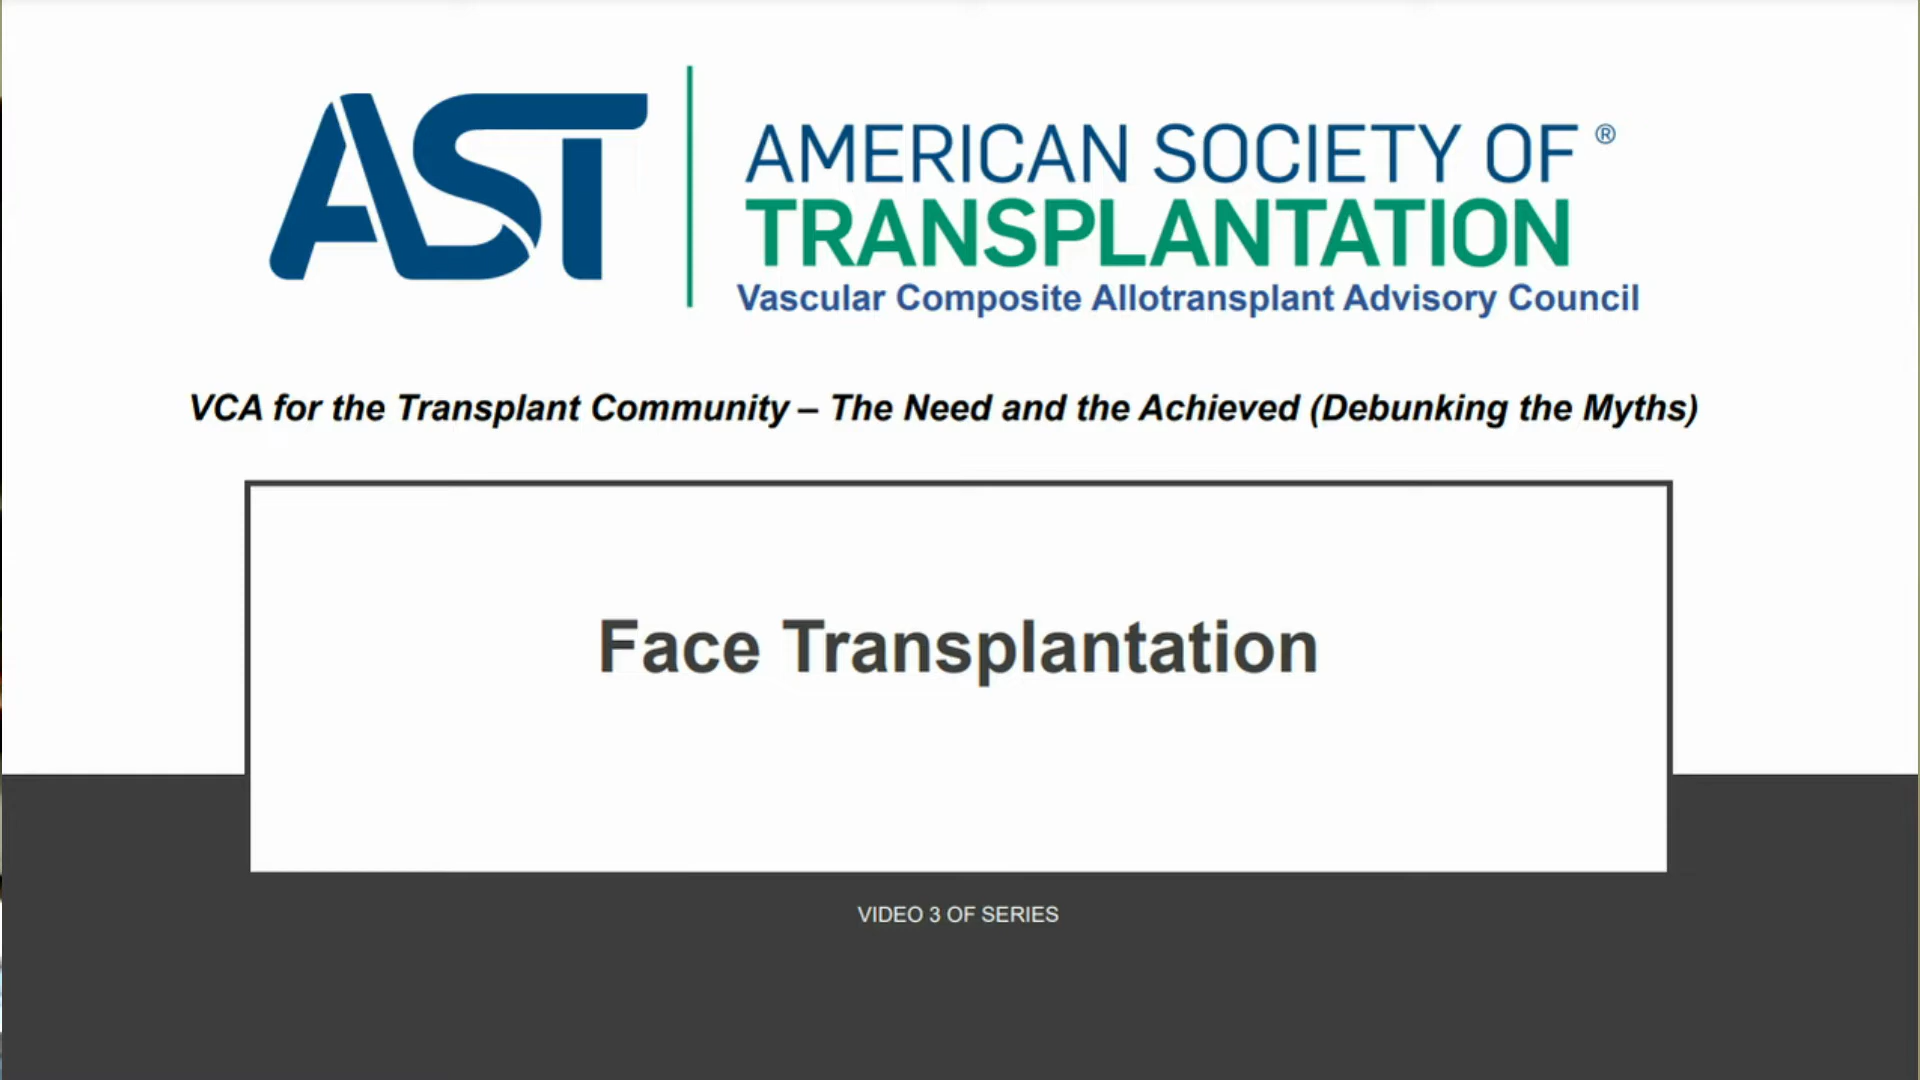 AST
AMERICAN SOCIETY OF ®
TRANSPLANTATION
Vascular Composite Allotransplant Advisory Council
VCA for the Transplant Community – The Need and the Achieved (Debunking the Myths)
Face Transplantation
VIDEO 3 OF SERIES